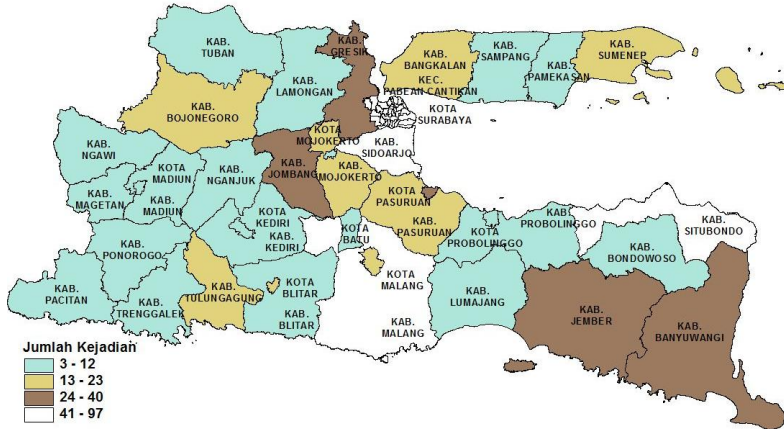 KAB.
TUBAN
KAB.
GRESIK
KAB.
LAMONGAN
KAB.
BANGKALAN
KEC.
PABEAN CANTIKAN
KAB.
SAMPANG
KAB.
PAMEKASAN
KAB.
SUMENEP
KAB.
BOJONEGORO
KOTA
SURABAYA
KOTA
MOJOKERTO
KAB.
SIDOARJO
KAB.
NGAWI
KOTA
MADIUN
KAB.
NGANJUK
KAB.
JOMBANG
KAB.
MOJOKERTO
KAB.
MAGETAN
KAB.
MADIUN
KOTA
PASURUAN
KAB.
PASURUAN
KOTA
KEDIRI
KAB.
KEDIRI
KOTA
BATU
KOTA
PROBOLINGGO
KAB.
PROBOLINGGO
KAB.
SITUBONDO
KAB.
PONOROGO
KAB.
BONDOWOSO
KAB.
PACITAN
KAB.
TRENGGALEK
KAB.
TULUNGAGUNG
KOTA
BLITAR
KAB.
BLITAR
KOTA
MALANG
KAB.
MALANG
KAB.
LUMAJANG
KAB.
JEMBER
KAB.
BANYUWANGI
Jumlah Kejadian
3 - 12
13 - 23
24 - 40
41 - 97